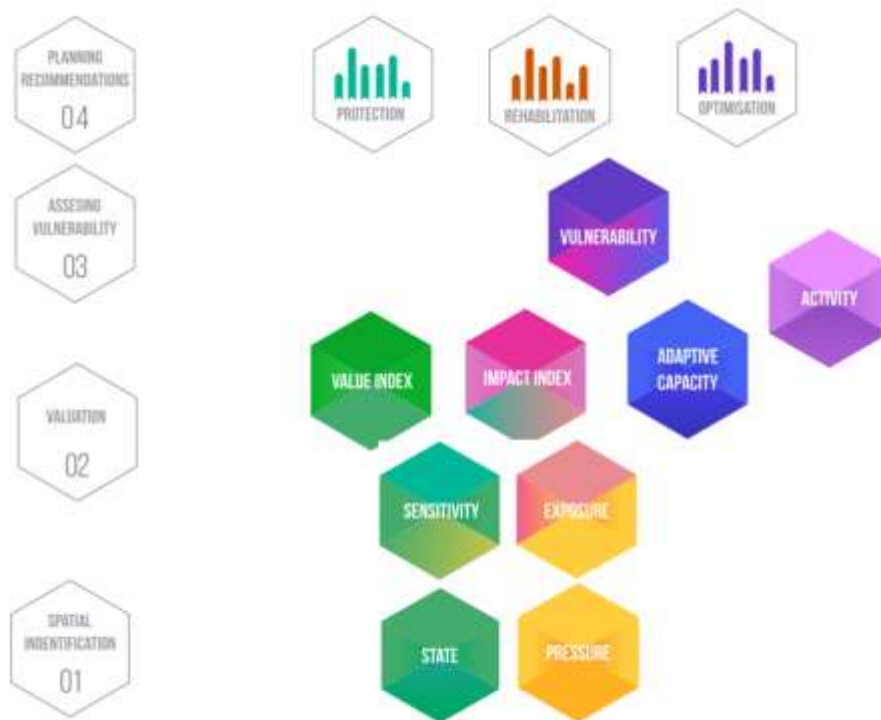 PLANNING
RECOMMENDATIONS
04
PROTECTION
REHABILITATION
OPTIMISATION
ASSESING
VULNERABILITY
03
VULNERABILITY
ACTIVITY
VALUE INDEX
IMPACT INDEX
ADAPTIVE
CAPACITY
VALUATION
02
SENSITIVITY
EXPOSURE
SPATIAL
INDENTIFICATION
01
STATE
PRESSURE